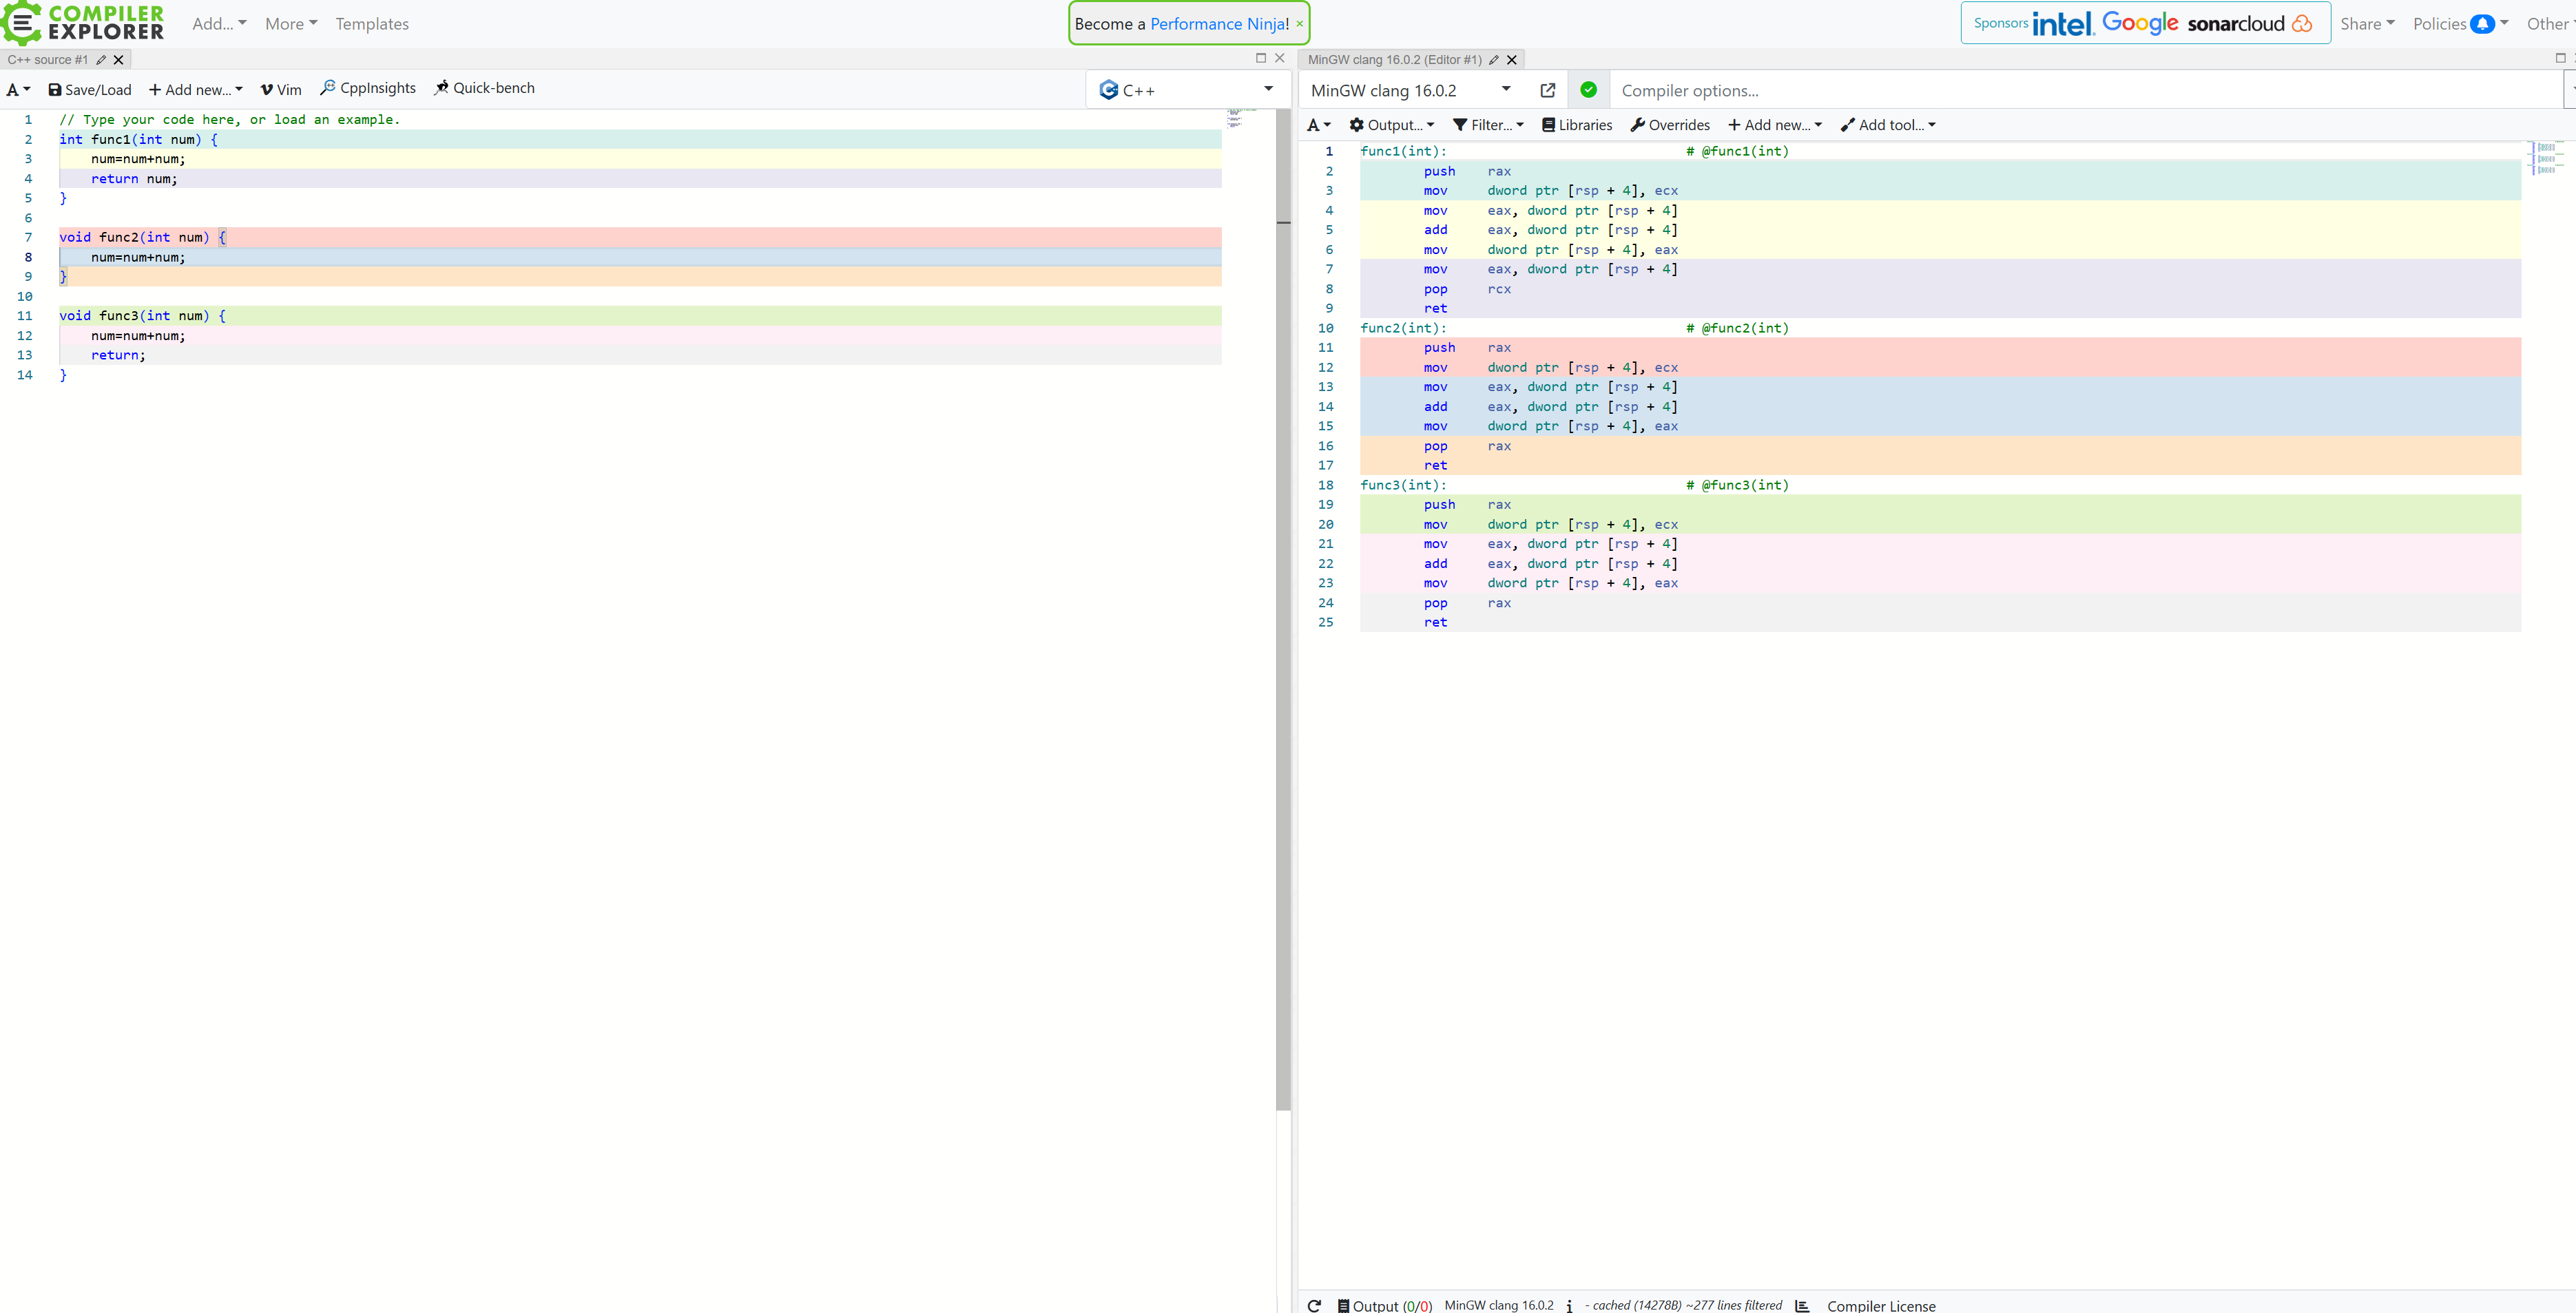 COMPILER EXPLORER Add... More Templates Become a Performance Ninja! × Sponsors intel. Google sonarcloud Share Policies Other
C++ source #1
A Save/Load + Add new... Vim CppInsights Quick-bench C++
1 // Type your code here, or load an example.
2 int func1(int num) {
3     num=num+num;
4     return num;
5 }
6
7 void func2(int num) {
8     num=num+num;
9 }
10
11 void func3(int num) {
12     num=num+num;
13     return;
14 }
MinGW clang 16.0.2 (Editor #1)
MinGW clang 16.0.2 Compiler options...
A Output... Filter... Libraries Overrides + Add new... Add tool...
1 func1(int): # @func1(int)
2 push rax
3 mov dword ptr [rsp + 4], ecx
4 mov eax, dword ptr [rsp + 4]
5 add eax, dword ptr [rsp + 4]
6 mov dword ptr [rsp + 4], eax
7 mov eax, dword ptr [rsp + 4]
8 pop rcx
9 ret
10 func2(int): # @func2(int)
11 push rax
12 mov dword ptr [rsp + 4], ecx
13 mov eax, dword ptr [rsp + 4]
14 add eax, dword ptr [rsp + 4]
15 mov dword ptr [rsp + 4], eax
16 pop rax
17 ret
18 func3(int): # @func3(int)
19 push rax
20 mov dword ptr [rsp + 4], ecx
21 mov eax, dword ptr [rsp + 4]
22 add eax, dword ptr [rsp + 4]
23 mov dword ptr [rsp + 4], eax
24 pop rax
25 ret
Output (0/0) MinGW clang 16.0.2 i - cached (14278B) ~277 lines filtered Compiler License